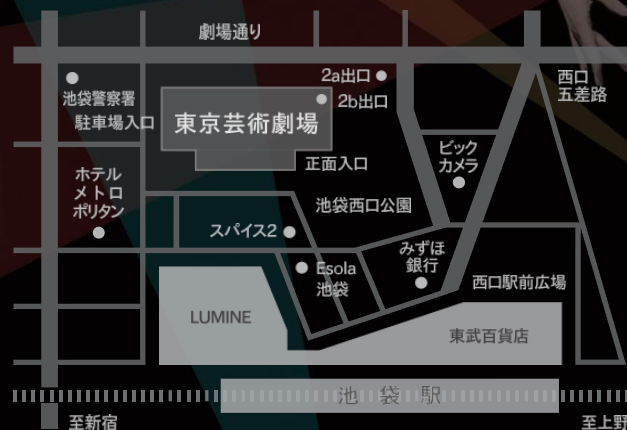 劇場通り
2a出口
西口
五差路
池袋警察署
2b出口
駐車場入口
東京芸術劇場
正面入口
ビック
カメラ
ホテル
メトロ
ポリタン
池袋西口公園
スパイス2
みずほ
銀行
Esola
池袋
西口駅前広場
LUMINE
東武百貨店
池袋駅
至新宿
至上野